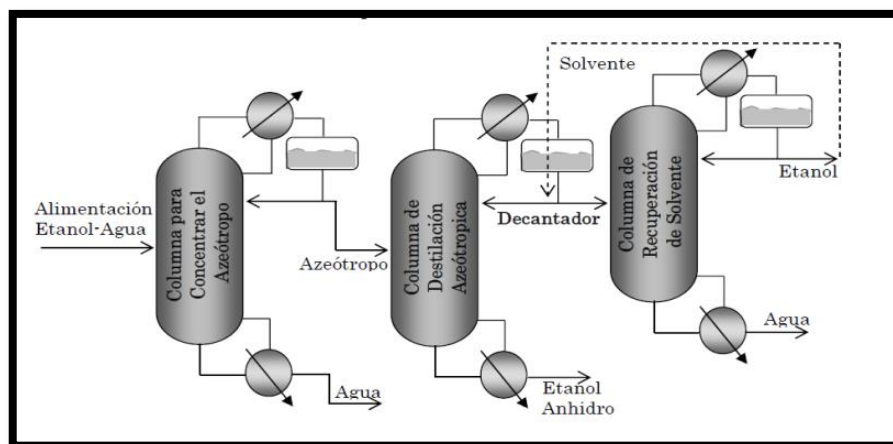 Solvente
Alimentación
Etanol-Agua
Columna para
Concentrar el
Azeótropo
Azeótropo
Agua
Columna de
Destilación
Azeótropica
Decantador
Etanol
Anhidro
Columna de
Recuperación
de Solvente
Etanol
Agua